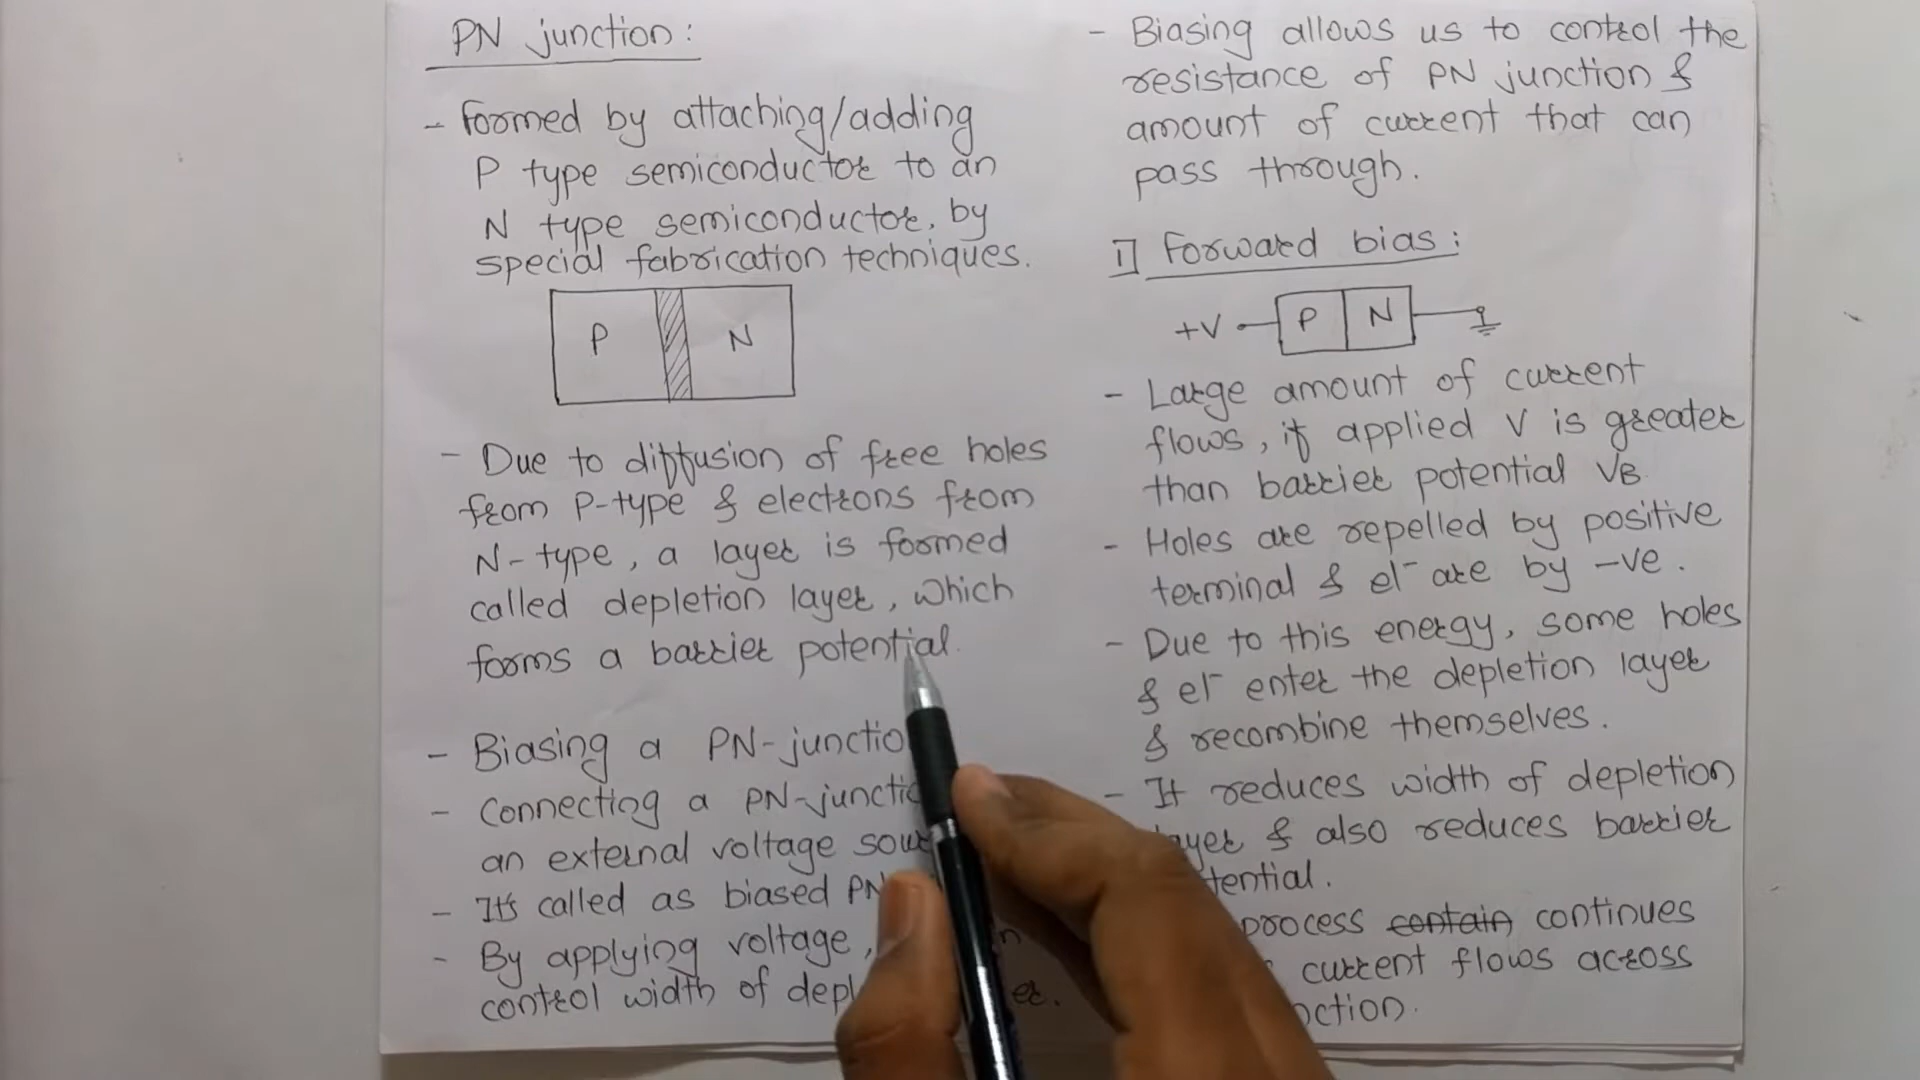 PN junction:
- Formed by attaching/adding
P type semiconductor to an
N type semiconductor, by
special fabrication techniques.
P N
- Due to diffusion of free holes
from P-type & electrons from
N-type, a layer is formed
called depletion layer, which
forms a barrier potential.
- Biasing a PN-junctio
- Connecting a PN-junctio
an external voltage sour
- It's called as biased PN
- By applying voltage,
control width of depl er.
- Biasing allows us to control the
resistance of PN junction &
amount of current that can
pass through.
1] Forward bias:
+V P N
- Large amount of current
flows, if applied V is greater
than barrier potential VB.
- Holes are repelled by positive
terminal & el⁻ are by -ve.
- Due to this energy, some holes
& el⁻ enter the depletion layer
& recombine themselves.
- It reduces width of depletion
layer & also reduces barrier
tential.
process contain continues
current flows across
nction.